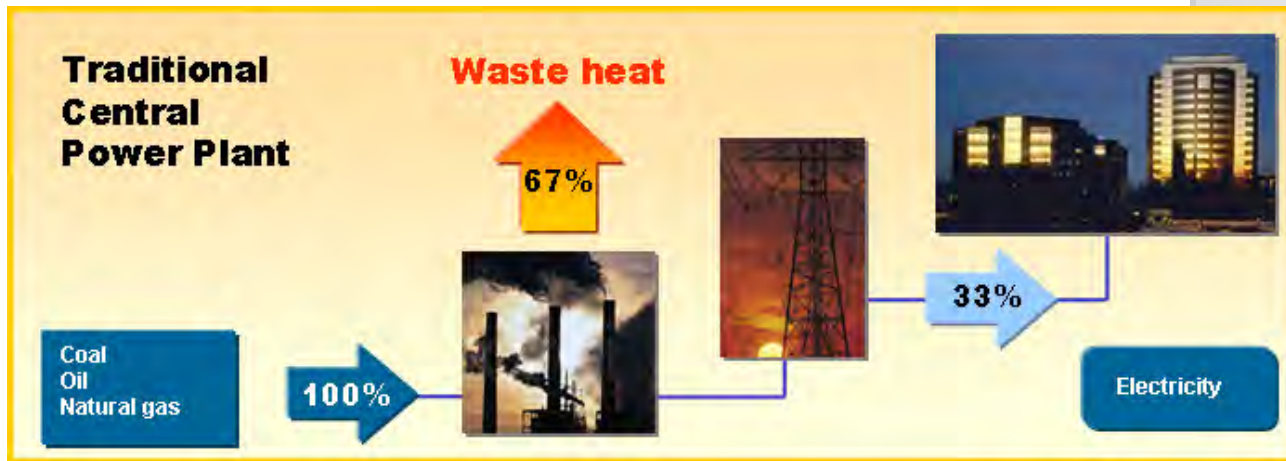 Traditional
Central
Power Plant
Waste heat
67%
33%
Coal
Oil
Natural gas
100%
Electricity